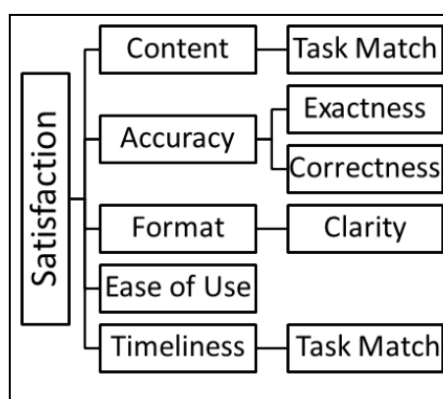 Satisfaction
Content
Task Match
Accuracy
Exactness
Correctness
Format
Clarity
Ease of Use
Timeliness
Task Match